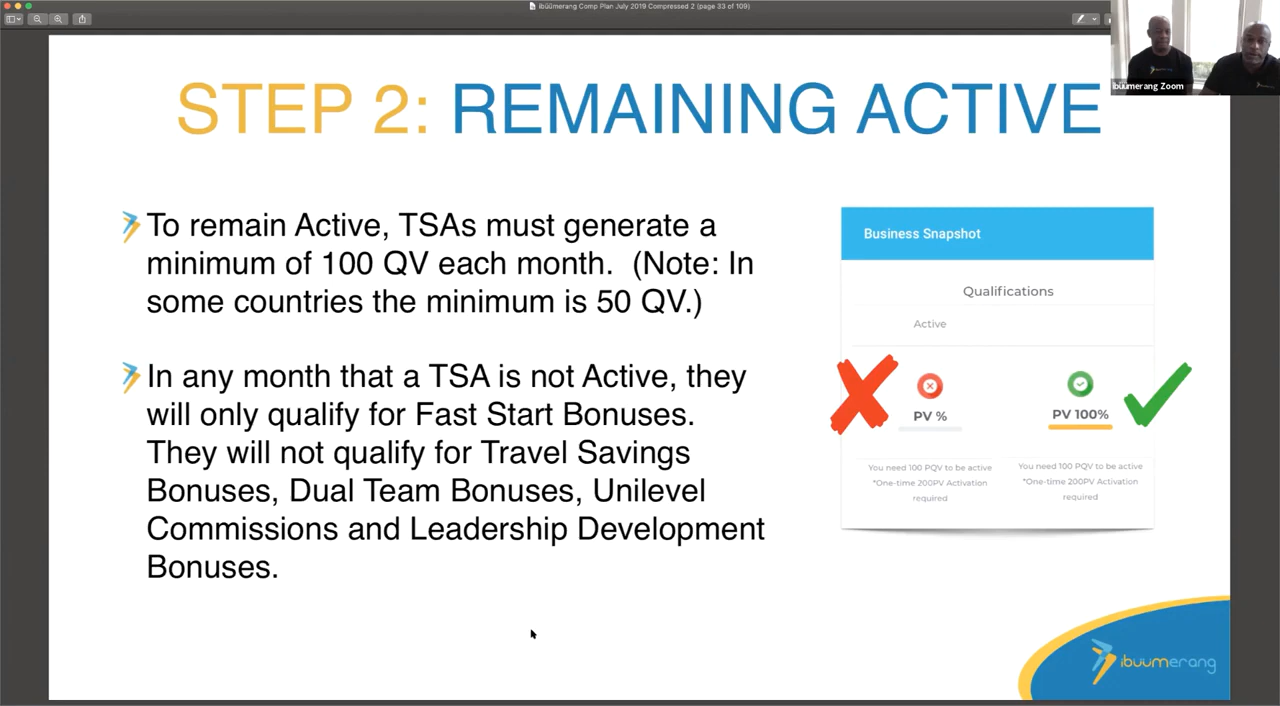 ibüümerang Comp Plan July 2019 Compressed 2 (page 33 of 109)
ibüümerang Zoom
STEP 2: REMAINING ACTIVE
To remain Active, TSAs must generate a
minimum of 100 QV each month. (Note: In
some countries the minimum is 50 QV.)
In any month that a TSA is not Active, they
will only qualify for Fast Start Bonuses.
They will not qualify for Travel Savings
Bonuses, Dual Team Bonuses, Unilevel
Commissions and Leadership Development
Bonuses.
Business Snapshot
Qualifications
Active
PV %
PV 100%
You need 100 PQV to be active
*One-time 200PV Activation
required
You need 100 PQV to be active
*One-time 200PV Activation
required
ibuumerang